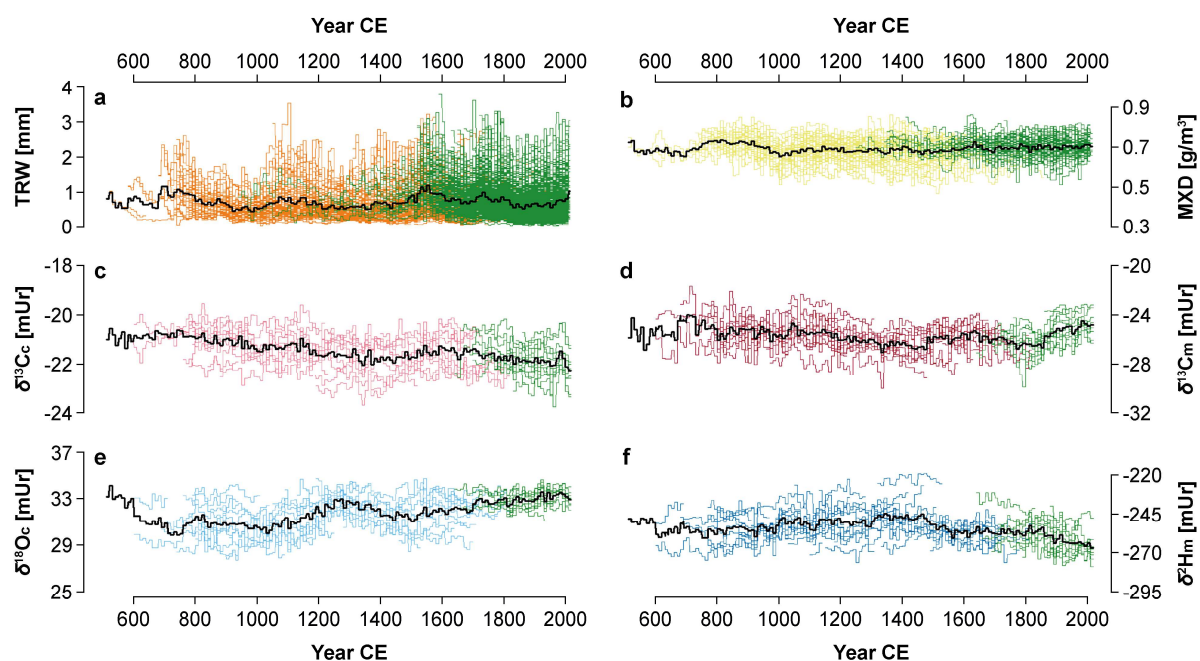 Year CE
Year CE
600 800 1000 1200 1400 1600 1800 2000
600 800 1000 1200 1400 1600 1800 2000
a
TRW [mm]
4
3
2
1
0
b
MXD [g/m³]
0.9
0.7
0.5
0.3
c
δ¹³Cc [mUr]
-18
-20
-22
-24
d
δ¹³Cm [mUr]
-20
-24
-28
-32
e
δ¹⁸Oc [mUr]
37
33
29
25
f
δ²Hm [mUr]
-220
-245
-270
-295
600 800 1000 1200 1400 1600 1800 2000
600 800 1000 1200 1400 1600 1800 2000
Year CE
Year CE